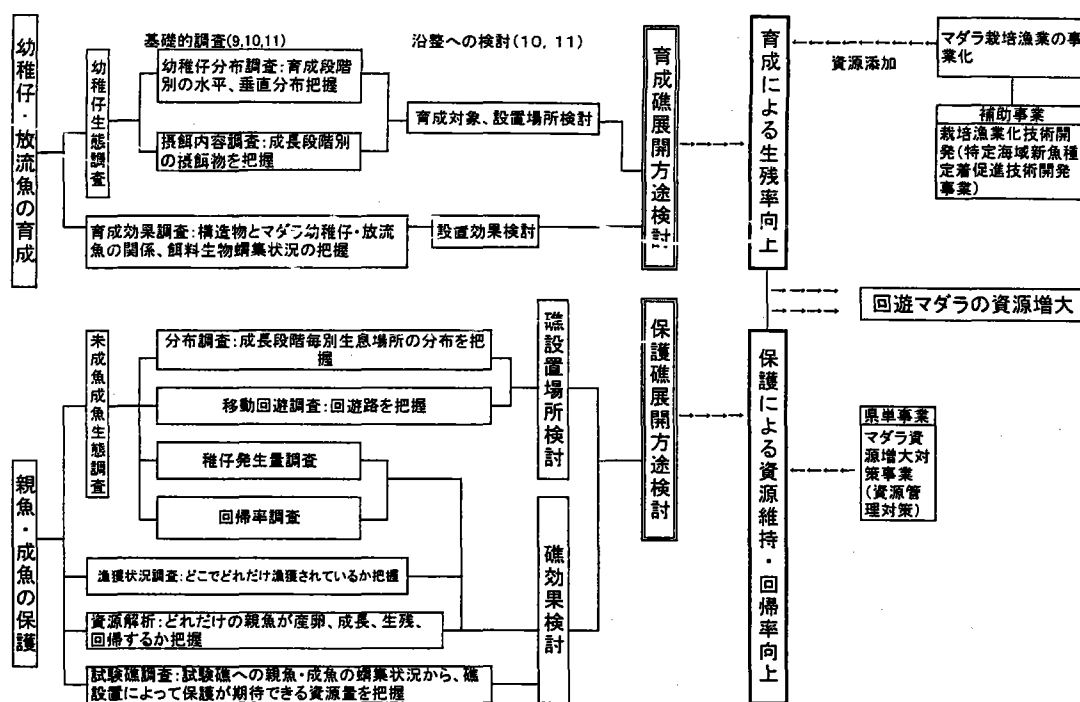 基礎的調査(9,10,11)
沿整への検討(10, 11)
幼稚仔・放流魚の育成
幼稚仔生態調査
幼稚仔分布調査:育成段階
別の水平、垂直分布把握
摂餌内容調査:成長段階別
の摂餌物を把握
育成対象、設置場所検討
育成効果調査:構造物とマダラ幼稚仔・放流
魚の関係、餌料生物蝟集状況の把握
設置効果検討
育成礁展開方途検討
育成による生残率向上
資源添加
マダラ栽培漁業の事
業化
補助事業
栽培漁業化技術開
発(特定海域新魚種
定着促進技術開発
事業)
回遊マダラの資源増大
親魚・成魚の保護
未成魚成魚生態調査
分布調査:成長段階毎別生息場所の分布を把
握
移動回遊調査:回遊路を把握
稚仔発生量調査
回帰率調査
漁獲状況調査:どこでどれだけ漁獲されているか把握
資源解析:どれだけの親魚が産卵、成長、生残、
回帰するか把握
試験礁調査:試験礁への親魚・成魚の蝟集状況から、礁
設置によって保護が期待できる資源量を把握
礁設置場所検討
礁効果検討
保護礁展開方途検討
保護による資源維持・回帰率向上
県単事業
マダラ資
源増大対
策事業
(資源管
理対策)